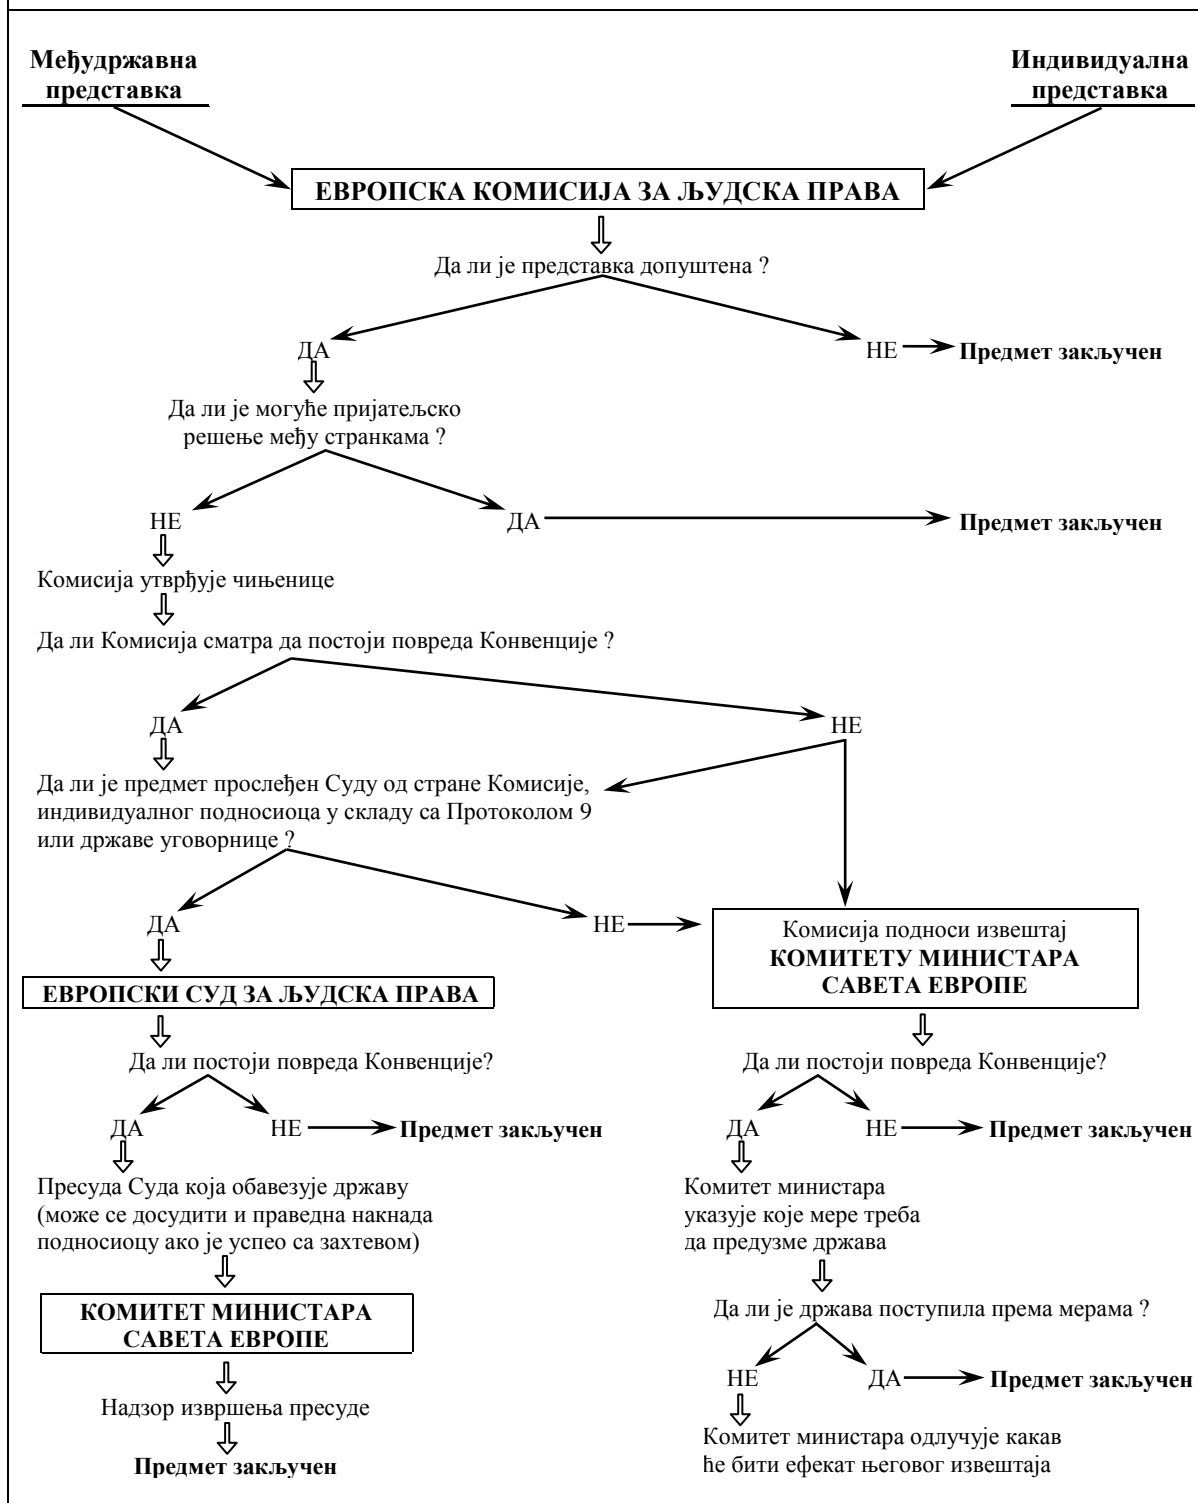 Међудржавна
представка
Индивидуална
представка
ЕВРОПСКА КОМИСИЈА ЗА ЉУДСКА ПРАВА
Да ли је представка допуштена ?
ДА
НЕ
Предмет закључен
Да ли је могуће пријатељско
решење међу странкама ?
НЕ
ДА
Предмет закључен
Комисија утврђује чињенице
Да ли Комисија сматра да постоји повреда Конвенције ?
ДА
НЕ
Да ли је предмет прослеђен Суду од стране Комисије,
индивидуалног подносиоца у складу са Протоколом 9
или државе уговорнице ?
ДА
НЕ
Комисија подноси извештај
КОМИТЕТУ МИНИСТАРА
САВЕТА ЕВРОПЕ
ЕВРОПСКИ СУД ЗА ЉУДСКА ПРАВА
Да ли постоји повреда Конвенције?
ДА
НЕ
Предмет закључен
Пресуда Суда која обавезује државу
(може се досудити и праведна накнада
подносиоцу ако је успео са захтевом)
КОМИТЕТ МИНИСТАРА
САВЕТА ЕВРОПЕ
Надзор извршења пресуде
Предмет закључен
Да ли постоји повреда Конвенције?
ДА
НЕ
Предмет закључен
Комитет министара
указује које мере треба
да предузме држава
Да ли је држава поступила према мерама ?
НЕ
ДА
Предмет закључен
Комитет министара одлучује какав
ће бити ефекат његовог извештаја